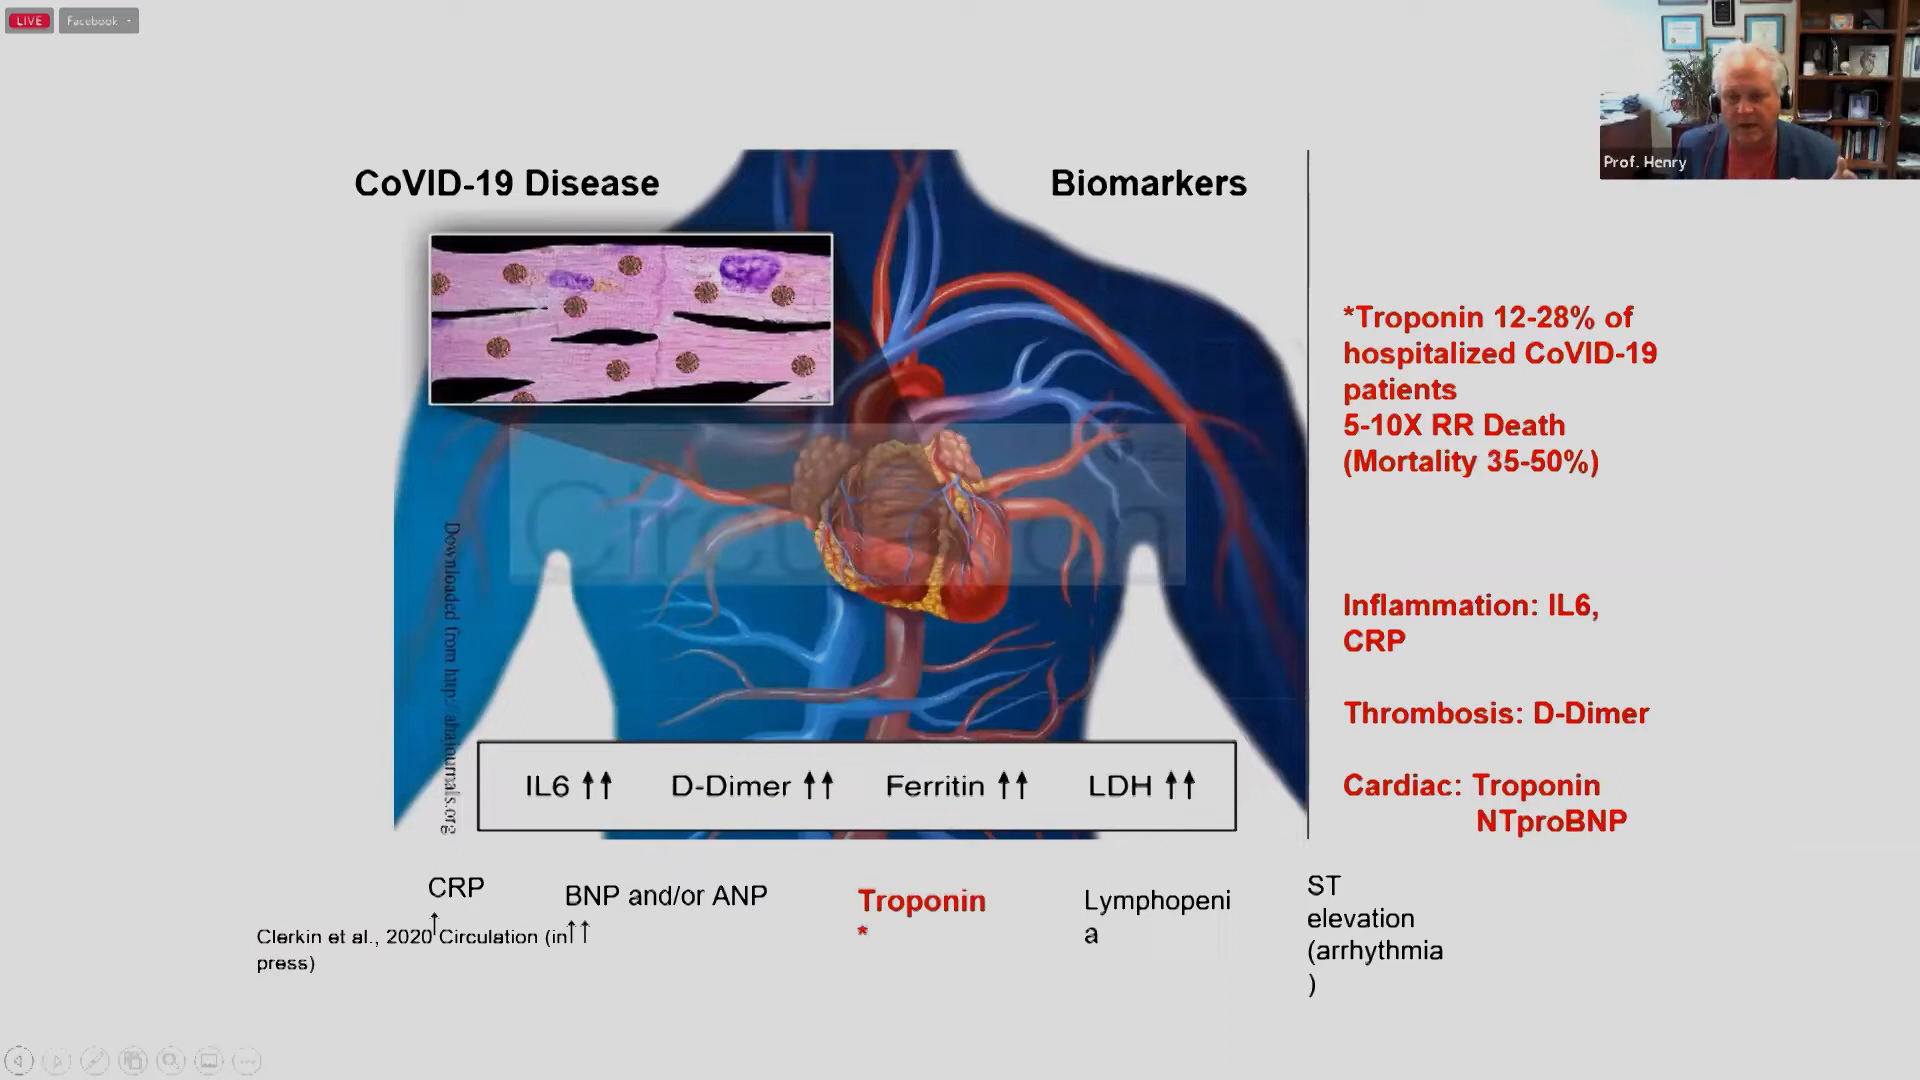 LIVE
Facebook
Prof. Henry
CoVID-19 Disease
Biomarkers
*Troponin 12-28% of
hospitalized CoVID-19
patients
5-10X RR Death
(Mortality 35-50%)
Circulation
Downloaded from http://ahajournals.org
Inflammation: IL6,
CRP
Thrombosis: D-Dimer
Cardiac: Troponin
NTproBNP
IL6 ↑↑ D-Dimer ↑↑ Ferritin ↑↑ LDH ↑↑
CRP
↑
BNP and/or ANP
↑↑
Troponin
*
Lymphopeni
a
ST
elevation
(arrhythmia
)
Clerkin et al., 2020 Circulation (in
press)